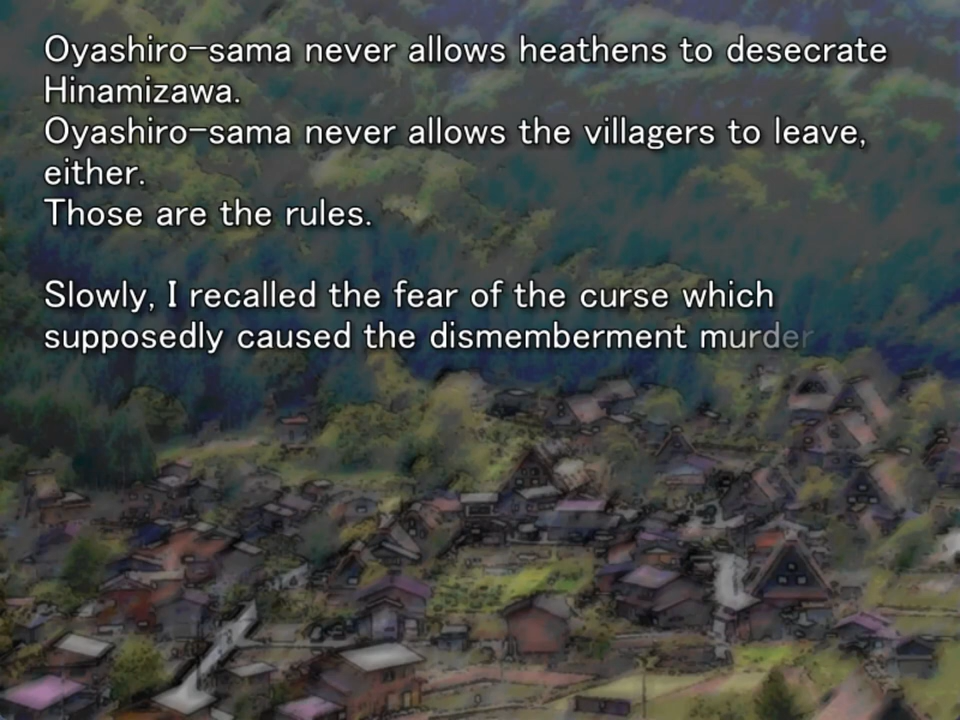 Oyashiro-sama never allows heathens to desecrate
Hinamizawa.
Oyashiro-sama never allows the villagers to leave,
either.
Those are the rules.
Slowly, I recalled the fear of the curse which
supposedly caused the dismemberment murder